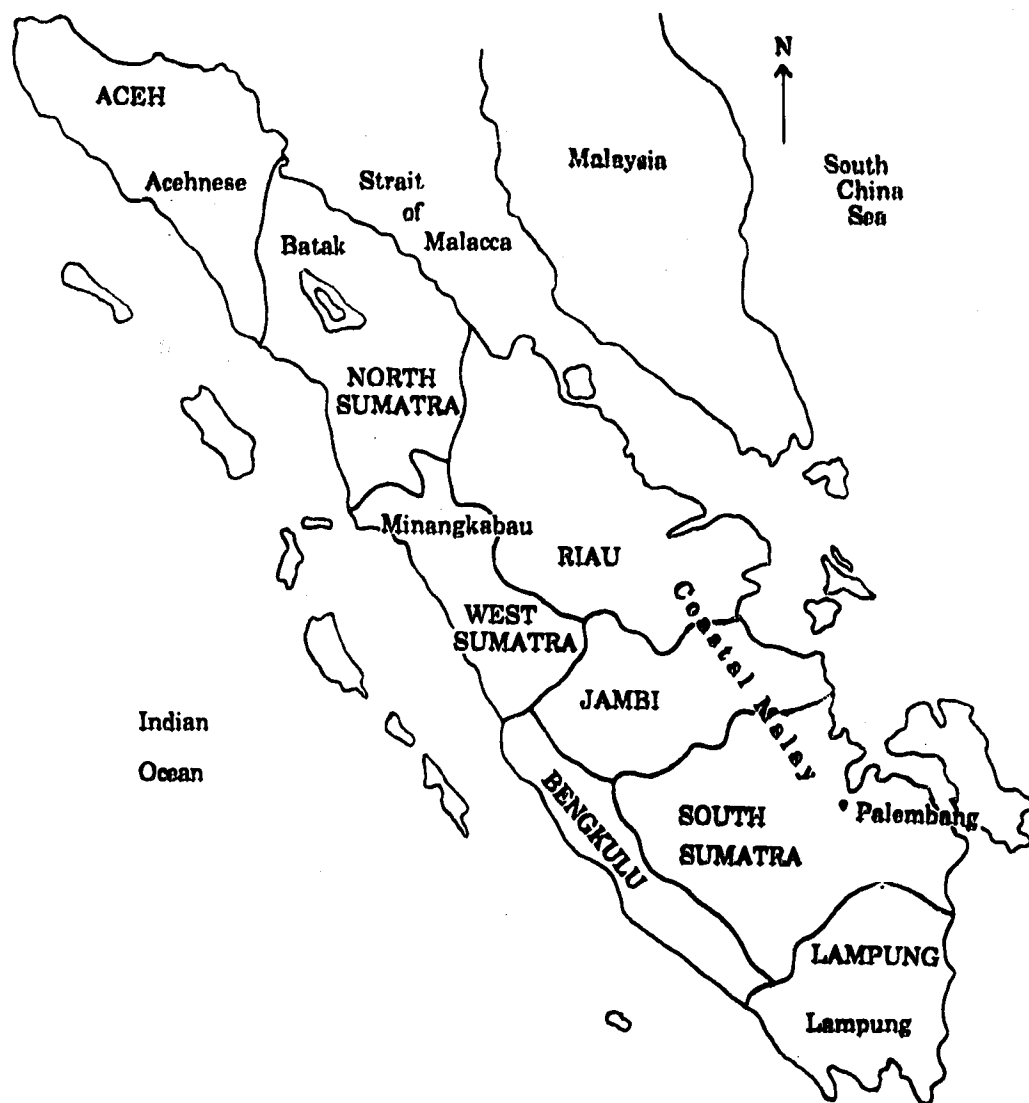 N
ACEH
Malaysia
South
China
Sea
Acehnese
Strait
of
Malacca
Batak
NORTH
SUMATRA
Minangkabau
RIAU
Coastal Malay
WEST
SUMATRA
JAMBI
Indian
Ocean
BENGKULU
SOUTH
SUMATRA
Palembang
LAMPUNG
Lampung